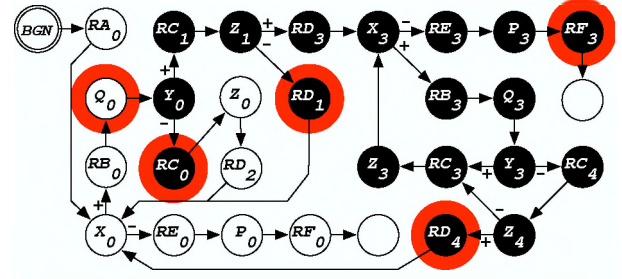 BGN RA0 RC1 Z1 + RD3 X3 - RE3 P3 RF3
- +
Q0 + Y0 Z0 RD1 RB3 Q3
-
RB0 RC0 RD2 Z3 RC3 + Y3 - RC4
+ -
X0 - RE0 P0 RF0 RD4 + Z4